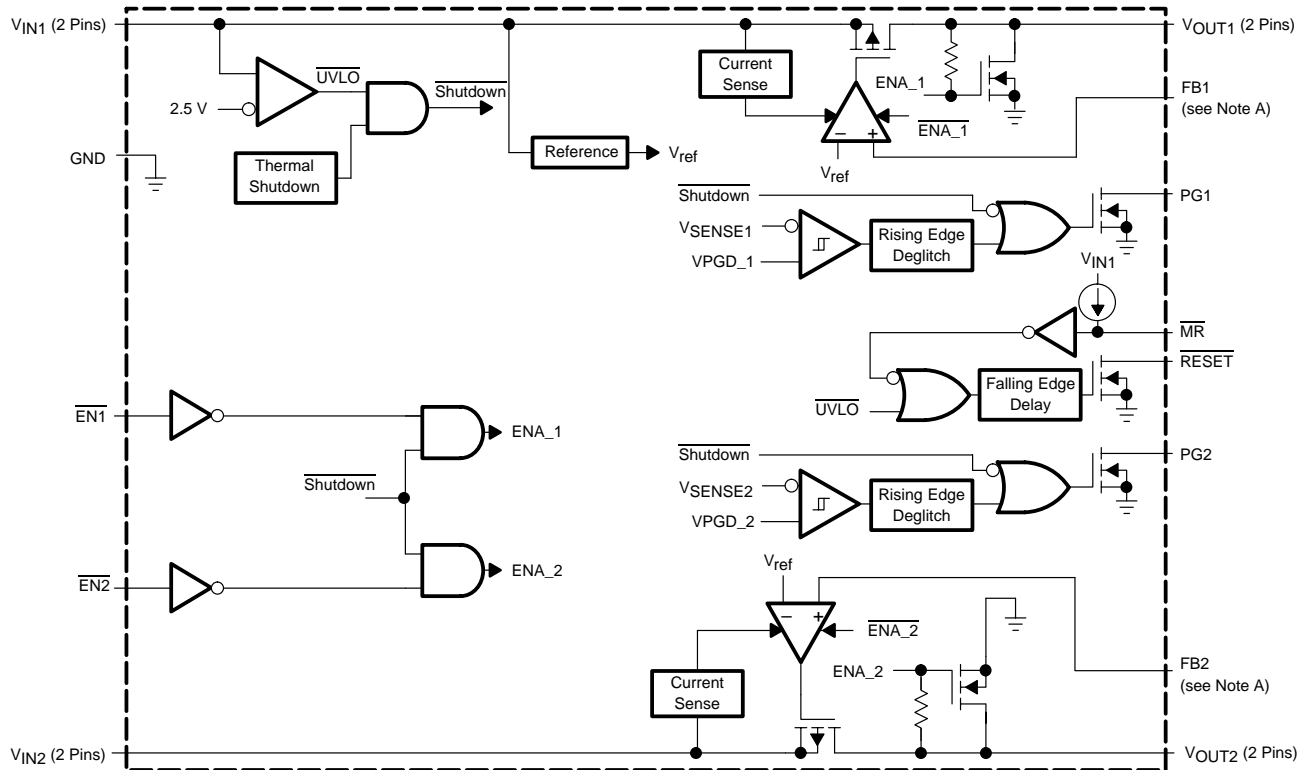 VIN1 (2 Pins)
VOUT1 (2 Pins)
Current
Sense
UVLO
ENA_1
Shutdown
2.5 V
FB1
(see Note A)
ENA_1
− +
GND
Thermal
Shutdown
Reference
Vref
Vref
Shutdown
PG1
VSENSE1
Rising Edge
Deglitch
VPGD_1
VIN1
MR
RESET
Falling Edge
Delay
UVLO
EN1
ENA_1
Shutdown
PG2
Shutdown
VSENSE2
Rising Edge
Deglitch
VPGD_2
EN2
ENA_2
Vref
− +
ENA_2
ENA_2
FB2
(see Note A)
Current
Sense
VIN2 (2 Pins)
VOUT2 (2 Pins)